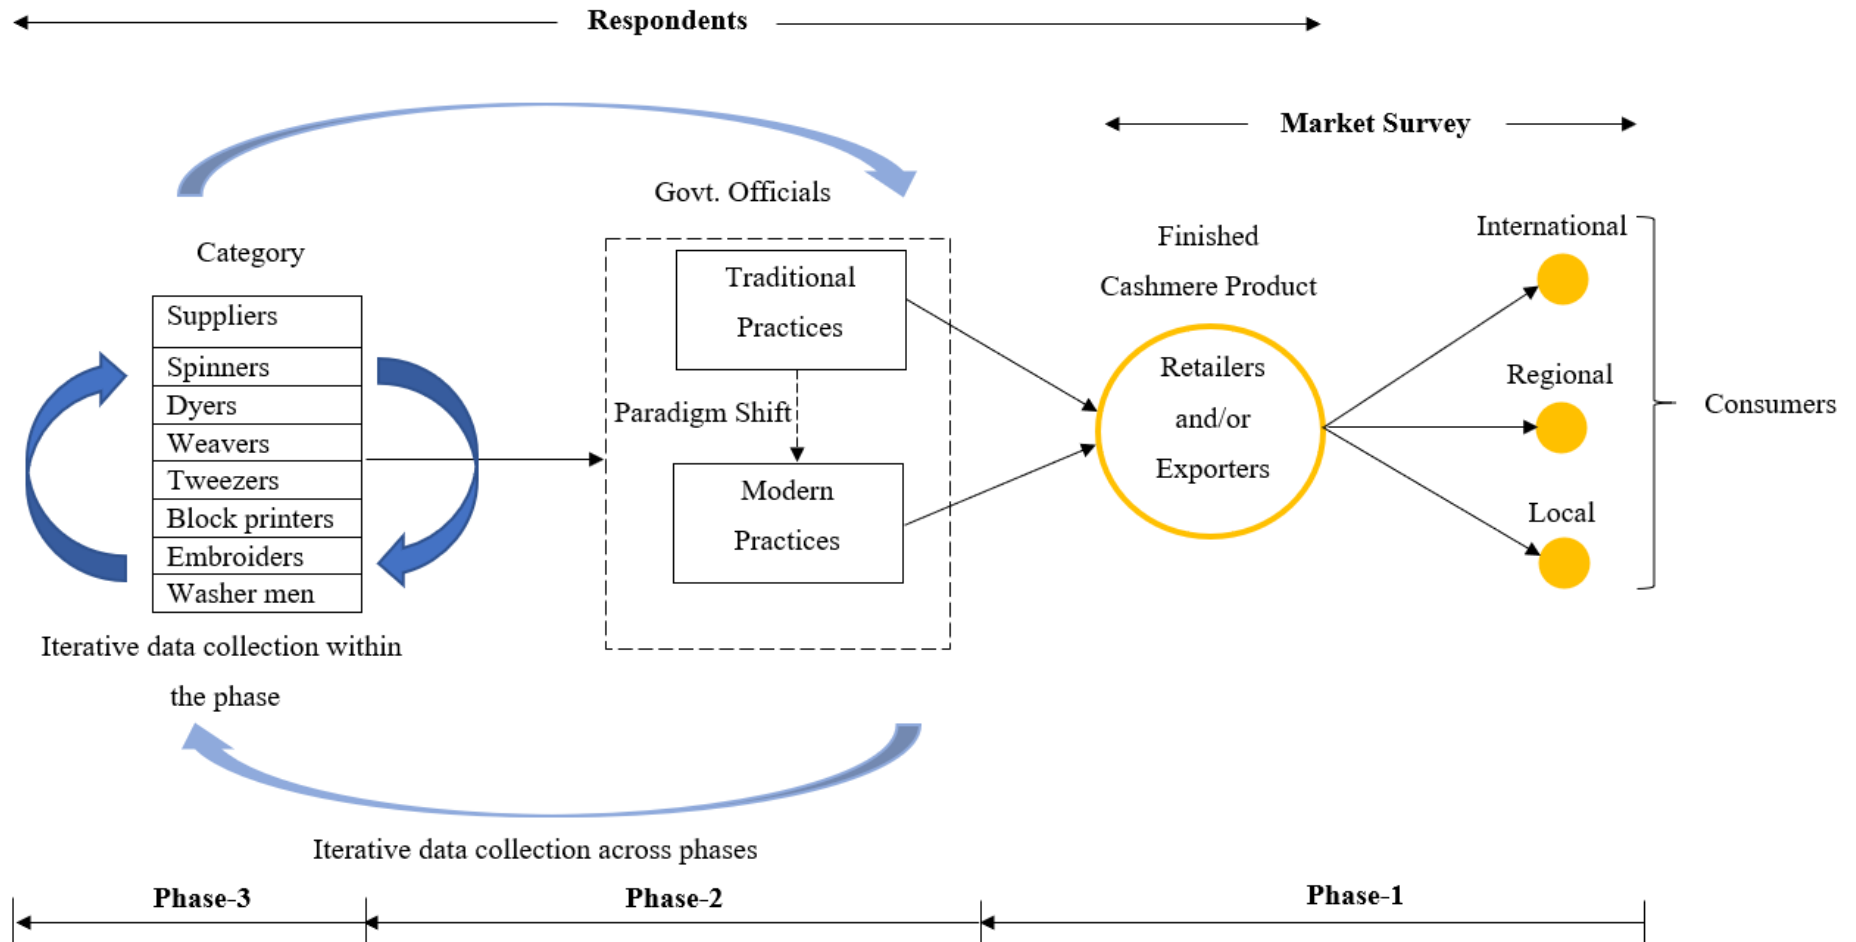 Respondents
Market Survey
Govt. Officials
Category
Suppliers
Spinners
Dyers
Weavers
Tweezers
Block printers
Embroiders
Washer men
Iterative data collection within
the phase
Traditional
Practices
Paradigm Shift
Modern
Practices
Finished
Cashmere Product
Retailers
and/or
Exporters
International
Regional
Local
Consumers
Iterative data collection across phases
Phase-3
Phase-2
Phase-1